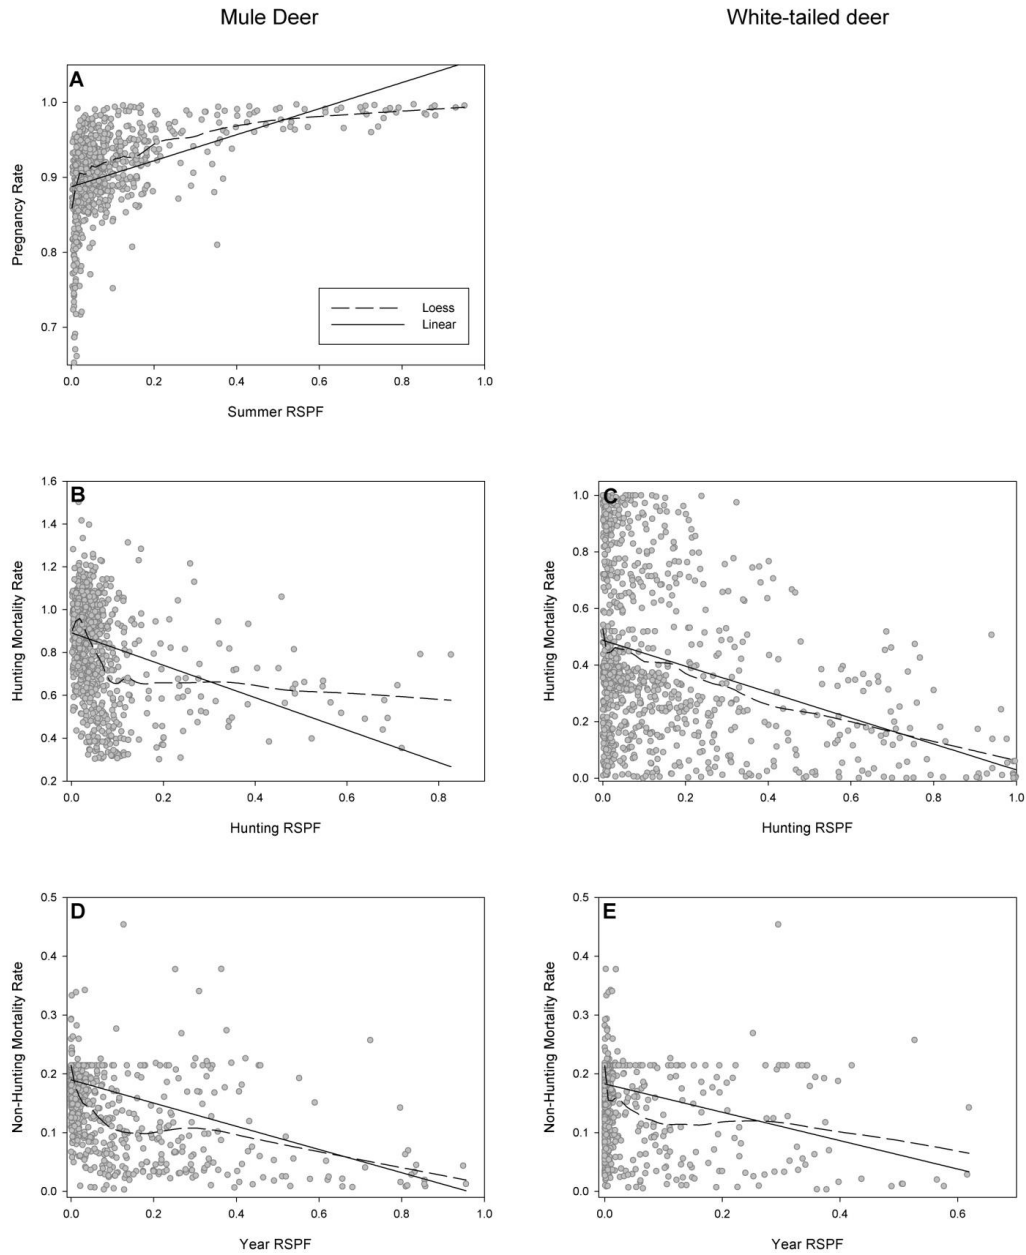 Mule Deer
White-tailed deer
A
1.0
0.9
0.8
0.7
Pregnancy Rate
Loess
Linear
0.0 0.2 0.4 0.6 0.8 1.0
Summer RSPF
B
1.6
1.4
1.2
1.0
0.8
0.6
0.4
0.2
Hunting Mortality Rate
0.0 0.2 0.4 0.6 0.8
Hunting RSPF
C
1.0
0.8
0.6
0.4
0.2
0.0
Hunting Mortality Rate
0.0 0.2 0.4 0.6 0.8 1.0
Hunting RSPF
D
0.5
0.4
0.3
0.2
0.1
0.0
Non-Hunting Mortality Rate
0.0 0.2 0.4 0.6 0.8 1.0
Year RSPF
E
0.5
0.4
0.3
0.2
0.1
0.0
Non-Hunting Mortality Rate
0.0 0.2 0.4 0.6
Year RSPF